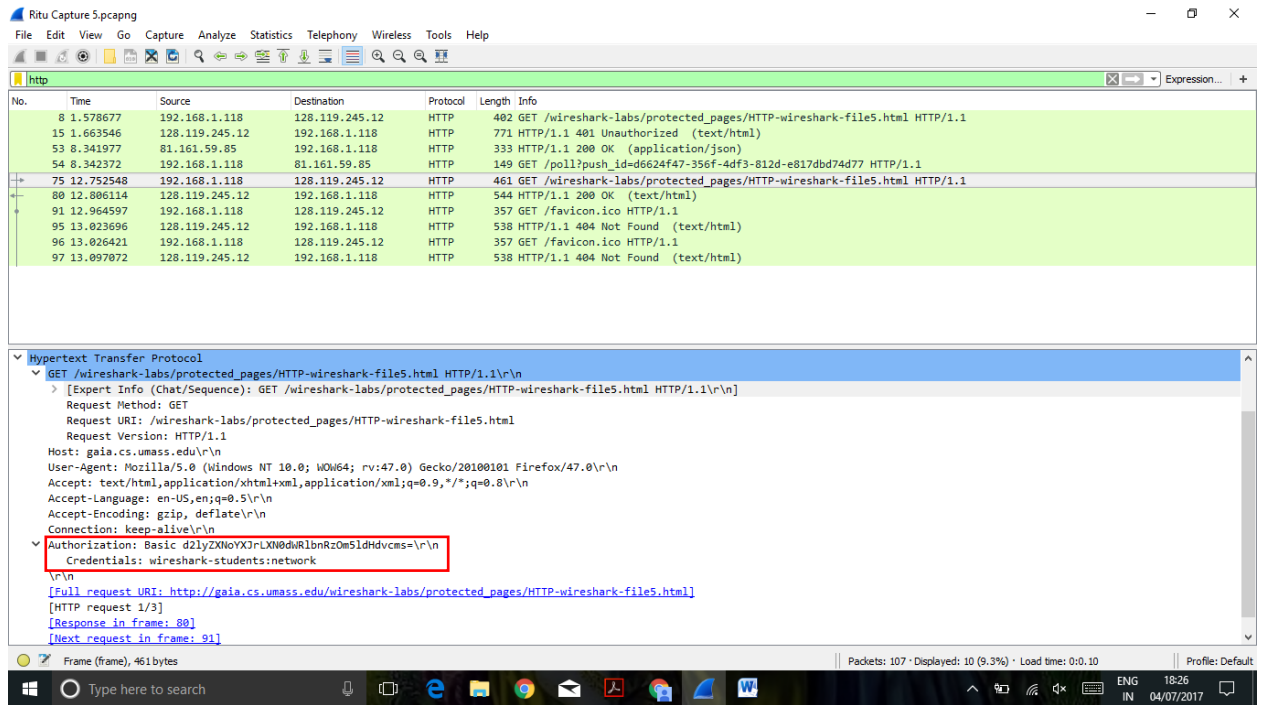 Ritu Capture 5.pcapng
File Edit View Go Capture Analyze Statistics Telephony Wireless Tools Help
http Expression... +
No. Time Source Destination Protocol Length Info
8 1.578677 192.168.1.118 128.119.245.12 HTTP 402 GET /wireshark-labs/protected_pages/HTTP-wireshark-file5.html HTTP/1.1
15 1.663546 128.119.245.12 192.168.1.118 HTTP 771 HTTP/1.1 401 Unauthorized (text/html)
53 8.341977 81.161.59.85 192.168.1.118 HTTP 333 HTTP/1.1 200 OK (application/json)
54 8.342372 192.168.1.118 81.161.59.85 HTTP 149 GET /poll?push_id=d6624f47-356f-4df3-812d-e817dbd74d77 HTTP/1.1
75 12.752548 192.168.1.118 128.119.245.12 HTTP 461 GET /wireshark-labs/protected_pages/HTTP-wireshark-file5.html HTTP/1.1
80 12.806114 128.119.245.12 192.168.1.118 HTTP 544 HTTP/1.1 200 OK (text/html)
91 12.964597 192.168.1.118 128.119.245.12 HTTP 357 GET /favicon.ico HTTP/1.1
95 13.023696 128.119.245.12 192.168.1.118 HTTP 538 HTTP/1.1 404 Not Found (text/html)
96 13.026421 192.168.1.118 128.119.245.12 HTTP 357 GET /favicon.ico HTTP/1.1
97 13.097072 128.119.245.12 192.168.1.118 HTTP 538 HTTP/1.1 404 Not Found (text/html)
Hypertext Transfer Protocol
GET /wireshark-labs/protected_pages/HTTP-wireshark-file5.html HTTP/1.1\r\n
[Expert Info (Chat/Sequence): GET /wireshark-labs/protected_pages/HTTP-wireshark-file5.html HTTP/1.1\r\n]
Request Method: GET
Request URI: /wireshark-labs/protected_pages/HTTP-wireshark-file5.html
Request Version: HTTP/1.1
Host: gaia.cs.umass.edu\r\n
User-Agent: Mozilla/5.0 (Windows NT 10.0; WOW64; rv:47.0) Gecko/20100101 Firefox/47.0\r\n
Accept: text/html,application/xhtml+xml,application/xml;q=0.9,*/*;q=0.8\r\n
Accept-Language: en-US,en;q=0.5\r\n
Accept-Encoding: gzip, deflate\r\n
Connection: keep-alive\r\n
Authorization: Basic d2lyZXNoYXJrLXN0dWRlbnRzOm5ldHdvcms=\r\n
Credentials: wireshark-students:network
\r\n
[Full request URI: http://gaia.cs.umass.edu/wireshark-labs/protected_pages/HTTP-wireshark-file5.html]
[HTTP request 1/3]
[Response in frame: 80]
[Next request in frame: 91]
Frame (frame), 461 bytes Packets: 107 · Displayed: 10 (9.3%) · Load time: 0:0.10 Profile: Default
Type here to search ENG 18:26
IN 04/07/2017